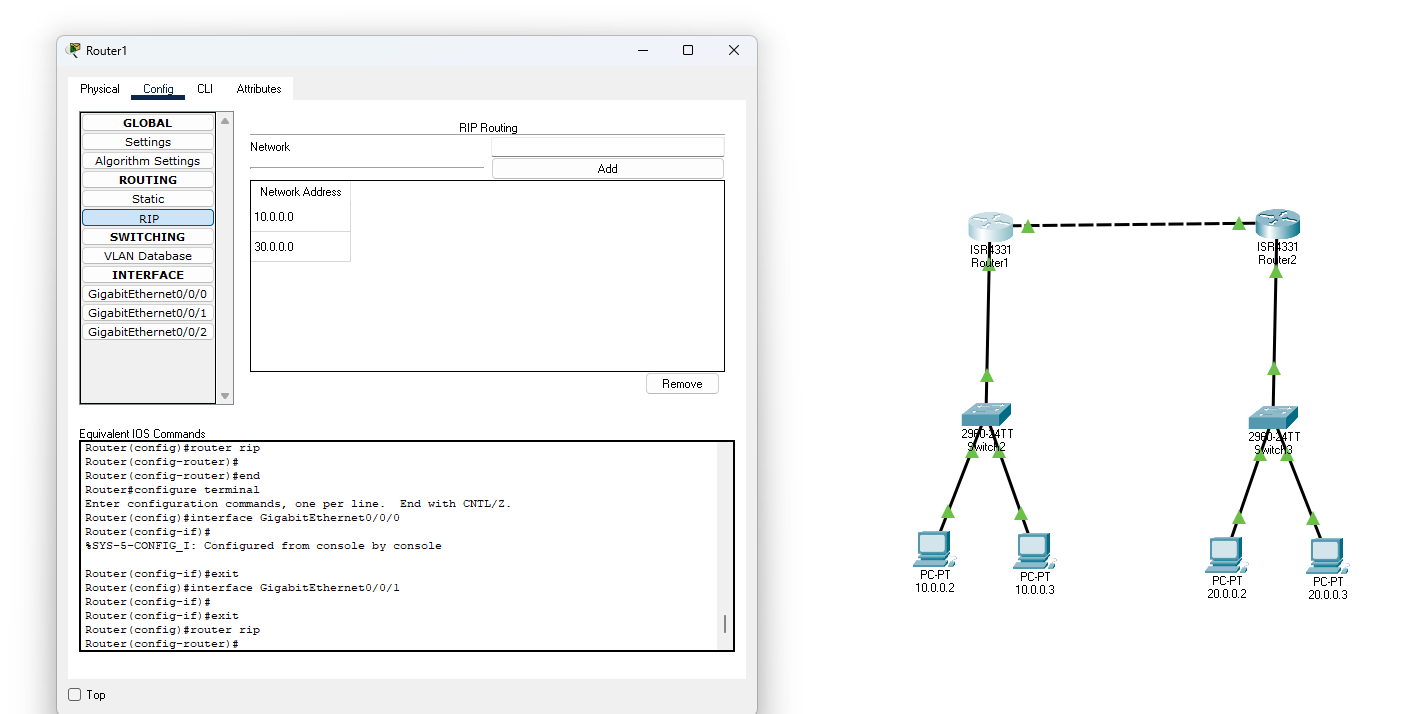 Router1
Physical Config CLI Attributes
GLOBAL
Settings
Algorithm Settings
ROUTING
Static
RIP
SWITCHING
VLAN Database
INTERFACE
GigabitEthernet0/0/0
GigabitEthernet0/0/1
GigabitEthernet0/0/2
RIP Routing
Network
Add
Network Address
10.0.0.0
30.0.0.0
Remove
Equivalent IOS Commands
Router(config)#router rip
Router(config-router)#
Router(config-router)#end
Router#configure terminal
Enter configuration commands, one per line.  End with CNTL/Z.
Router(config)#interface GigabitEthernet0/0/0
Router(config-if)#
%SYS-5-CONFIG_I: Configured from console by console
Router(config-if)#exit
Router(config)#interface GigabitEthernet0/0/1
Router(config-if)#
Router(config-if)#exit
Router(config)#router rip
Router(config-router)#
Top
ISR4331
Router1
ISR4331
Router2
2960-24TT
Switch2
2960-24TT
Switch3
PC-PT
10.0.0.2
PC-PT
10.0.0.3
PC-PT
20.0.0.2
PC-PT
20.0.0.3